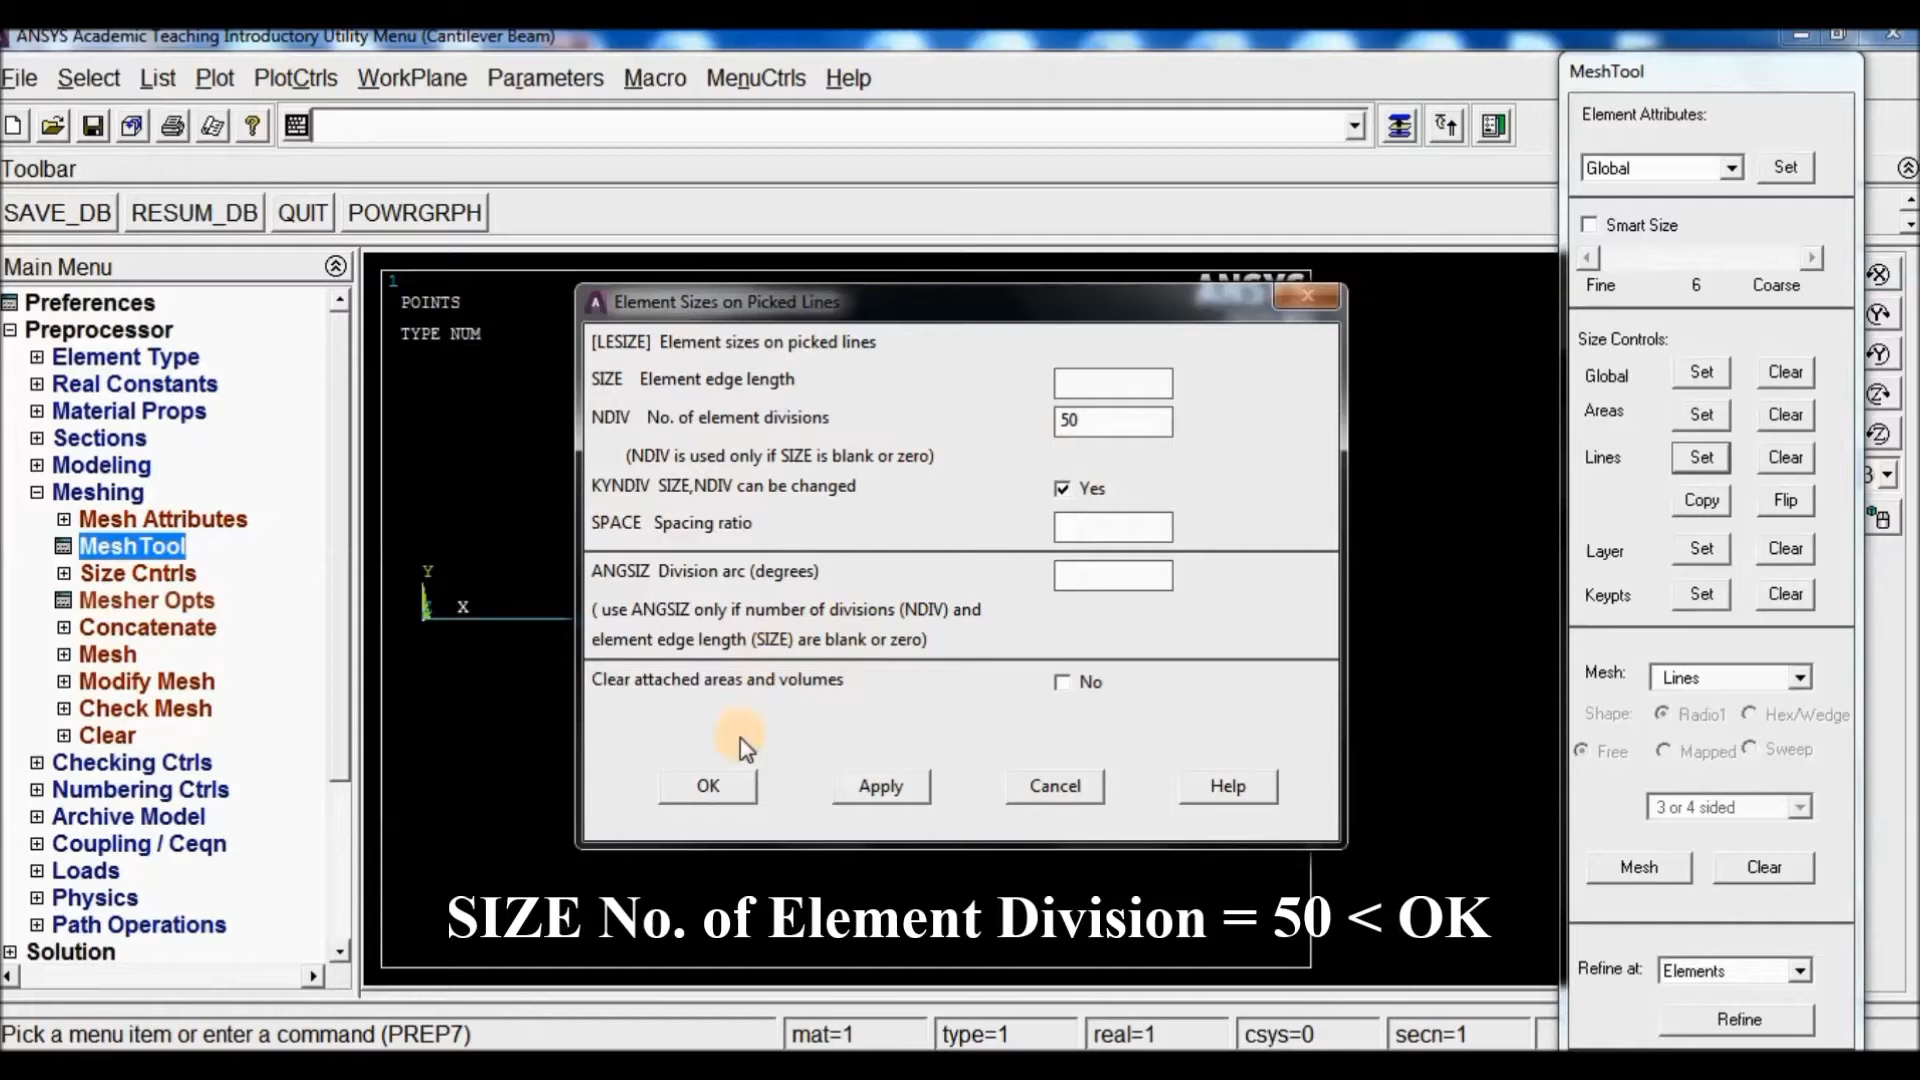 ANSYS Academic Teaching Introductory Utility Menu (Cantilever Beam)
File Select List Plot PlotCtrls WorkPlane Parameters Macro MenuCtrls Help
Toolbar
SAVE_DB RESUM_DB QUIT POWRGRPH
Main Menu
Preferences
Preprocessor
Element Type
Real Constants
Material Props
Sections
Modeling
Meshing
Mesh Attributes
MeshTool
Size Cntrls
Mesher Opts
Concatenate
Mesh
Modify Mesh
Check Mesh
Clear
Checking Ctrls
Numbering Ctrls
Archive Model
Coupling / Ceqn
Loads
Physics
Path Operations
Solution
1
POINTS
TYPE NUM
ANSYS
Y
X
Element Sizes on Picked Lines
[LESIZE] Element sizes on picked lines
SIZE Element edge length
NDIV No. of element divisions 50
(NDIV is used only if SIZE is blank or zero)
KYNDIV SIZE,NDIV can be changed Yes
SPACE Spacing ratio
ANGSIZ Division arc (degrees)
( use ANGSIZ only if number of divisions (NDIV) and
element edge length (SIZE) are blank or zero)
Clear attached areas and volumes No
OK Apply Cancel Help
SIZE No. of Element Division = 50 < OK
MeshTool
Element Attributes:
Global Set
Smart Size
Fine 6 Coarse
Size Controls:
Global Set Clear
Areas Set Clear
Lines Set Clear
Copy Flip
Layer Set Clear
Keypts Set Clear
Mesh: Lines
Shape: Radio1 Hex/Wedge
Free Mapped Sweep
3 or 4 sided
Mesh Clear
Refine at: Elements
Refine
Pick a menu item or enter a command (PREP7) mat=1 type=1 real=1 csys=0 secn=1